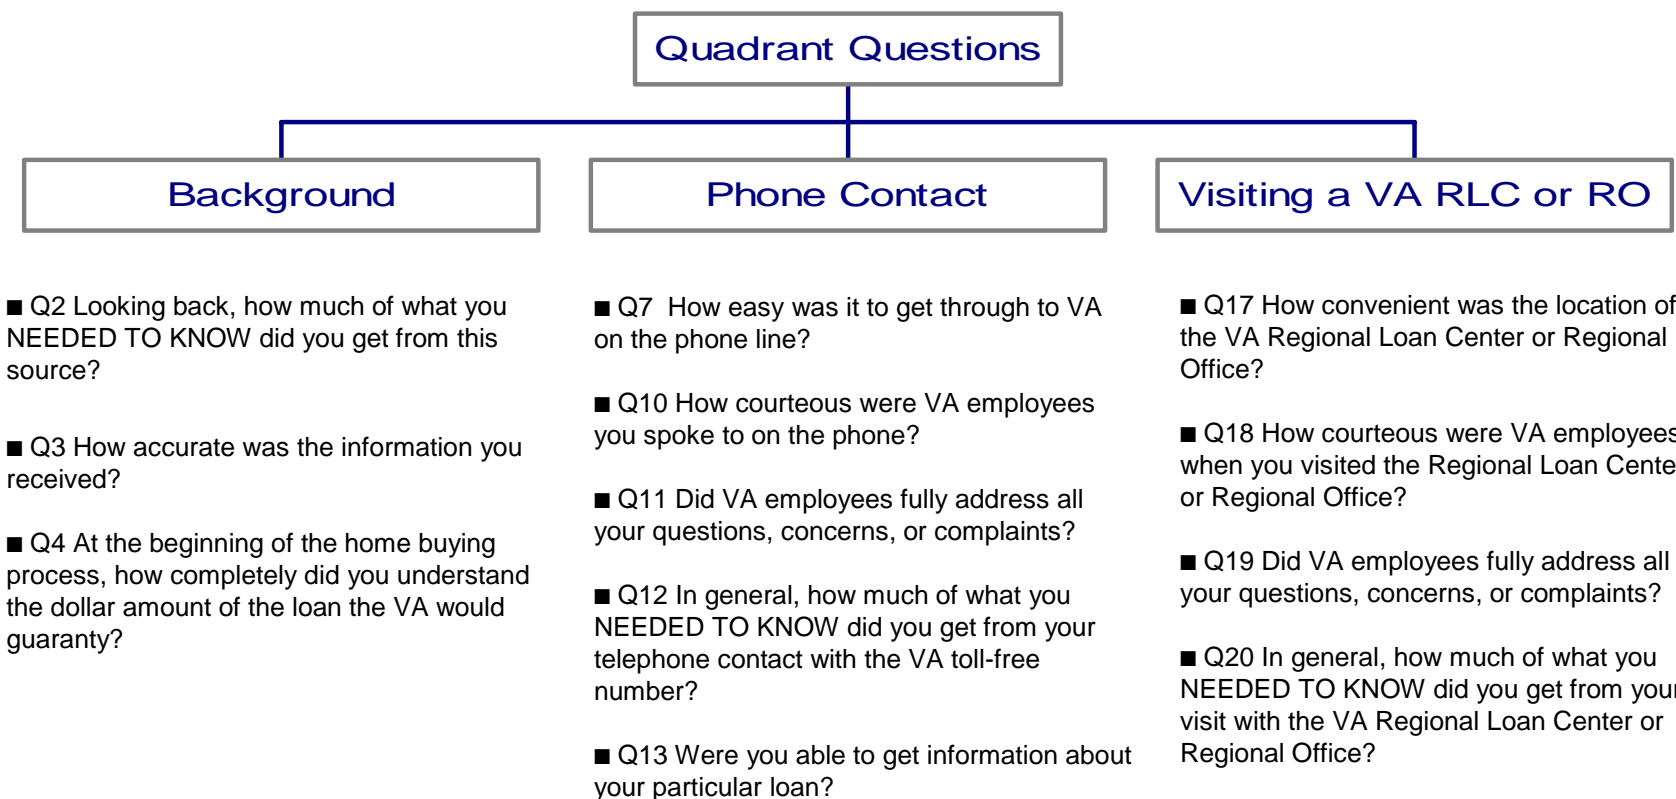 Quadrant Questions
Background
Phone Contact
Visiting a VA RLC or RO
■ Q2 Looking back, how much of what you
NEEDED TO KNOW did you get from this
source?
■ Q3 How accurate was the information you
received?
■ Q4 At the beginning of the home buying
process, how completely did you understand
the dollar amount of the loan the VA would
guaranty?
■ Q7  How easy was it to get through to VA
on the phone line?
■ Q10 How courteous were VA employees
you spoke to on the phone?
■ Q11 Did VA employees fully address all
your questions, concerns, or complaints?
■ Q12 In general, how much of what you
NEEDED TO KNOW did you get from your
telephone contact with the VA toll-free
number?
■ Q13 Were you able to get information about
your particular loan?
■ Q17 How convenient was the location of
the VA Regional Loan Center or Regional
Office?
■ Q18 How courteous were VA employees
when you visited the Regional Loan Cente
or Regional Office?
■ Q19 Did VA employees fully address all
your questions, concerns, or complaints?
■ Q20 In general, how much of what you
NEEDED TO KNOW did you get from your
visit with the VA Regional Loan Center or
Regional Office?